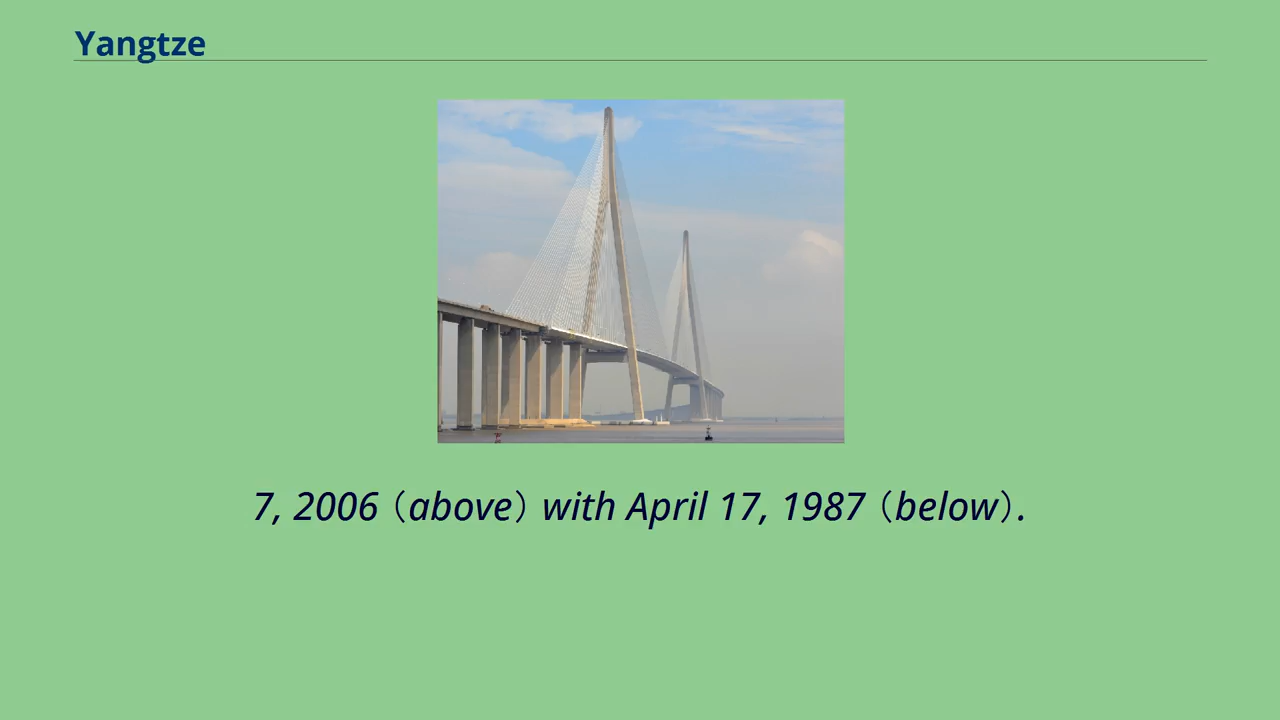 Yangtze
7, 2006（above）with April 17, 1987（below）.